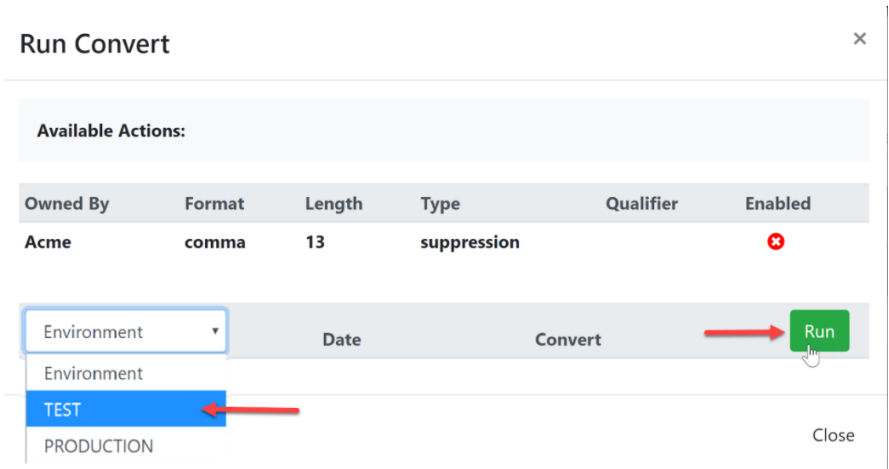 Run Convert ×
Available Actions:
Owned By Format Length Type Qualifier Enabled
Acme comma 13 suppression
Environment Date Convert Run
Environment
TEST
PRODUCTION
Close